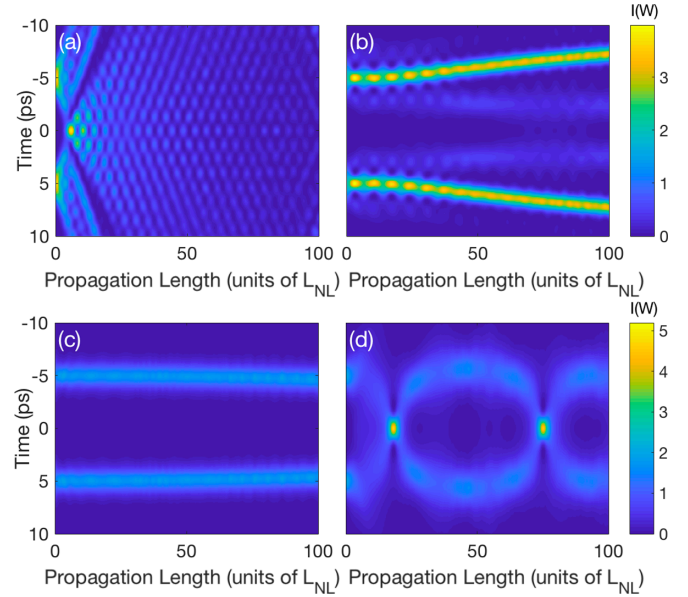 I(W)
(a)
(b)
-10
-5
0
5
10
Time (ps)
3
2
1
0
0
50
100
0
50
100
Propagation Length (units of L_NL)
Propagation Length (units of L_NL)
I(W)
(c)
(d)
-10
-5
0
5
10
Time (ps)
5
4
3
2
1
0
0
50
100
0
50
100
Propagation Length (units of L_NL)
Propagation Length (units of L_NL)